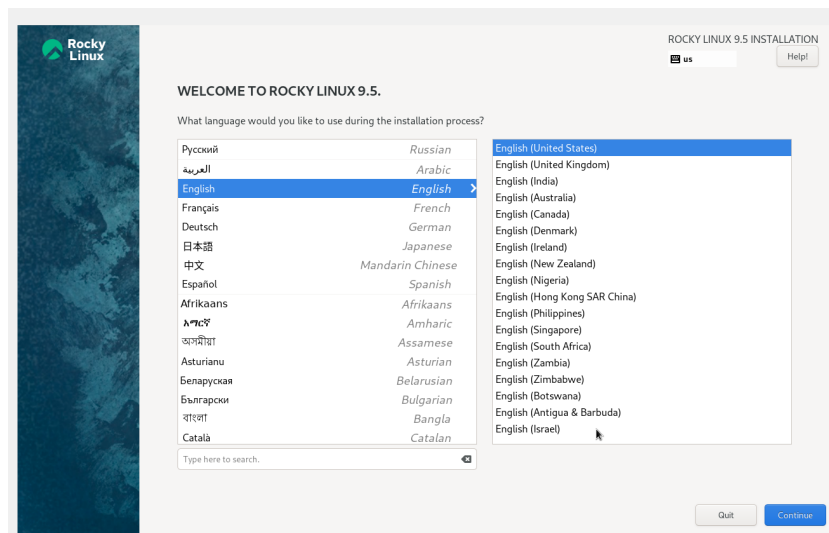 Rocky
Linux
ROCKY LINUX 9.5 INSTALLATION
us
Help!
WELCOME TO ROCKY LINUX 9.5.
What language would you like to use during the installation process?
Русский Russian
العربية Arabic
English English
Français French
Deutsch German
日本語 Japanese
中文 Mandarin Chinese
Español Spanish
Afrikaans Afrikaans
አማርኛ Amharic
অসমীয়া Assamese
Asturianu Asturian
Беларуская Belarusian
Български Bulgarian
বাংলা Bangla
Català Catalan
Type here to search.
English (United States)
English (United Kingdom)
English (India)
English (Australia)
English (Canada)
English (Denmark)
English (Ireland)
English (New Zealand)
English (Nigeria)
English (Hong Kong SAR China)
English (Philippines)
English (Singapore)
English (South Africa)
English (Zambia)
English (Zimbabwe)
English (Botswana)
English (Antigua & Barbuda)
English (Israel)
Quit
Continue